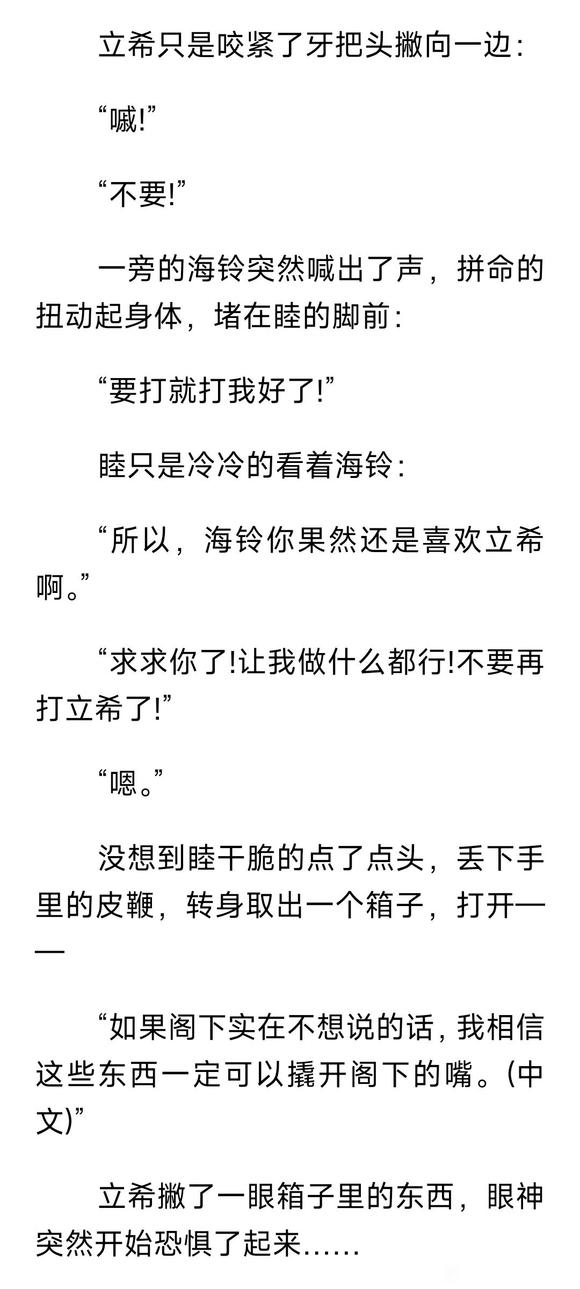 立希只是咬紧了牙把头撇向一边：
“嘁!”
“不要!”
一旁的海铃突然喊出了声，拼命的
扭动起身体，堵在睦的脚前：
“要打就打我好了!”
睦只是冷冷的看着海铃：
“所以，海铃你果然还是喜欢立希
啊。”
“求求你了!让我做什么都行!不要再
打立希了!”
“嗯。”
没想到睦干脆的点了点头，丢下手
里的皮鞭，转身取出一个箱子，打开—
—
“如果阁下实在不想说的话，我相信
这些东西一定可以撬开阁下的嘴。(中
文)”
立希撇了一眼箱子里的东西，眼神
突然开始恐惧了起来……